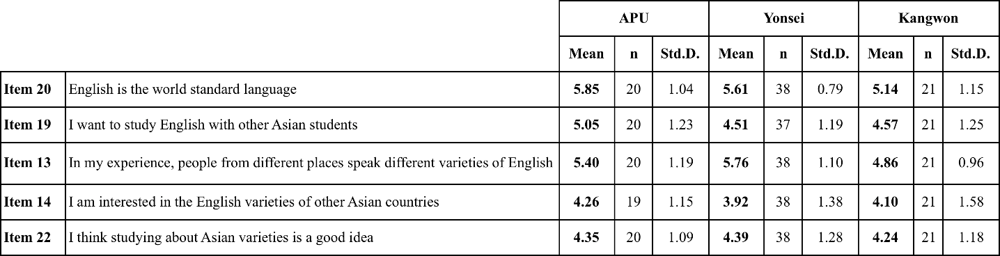 APU Yonsei Kangwon
Mean n Std.D. Mean n Std.D. Mean n Std.D.
Item 20 English is the world standard language 5.85 20 1.04 5.61 38 0.79 5.14 21 1.15
Item 19 I want to study English with other Asian students 5.05 20 1.23 4.51 37 1.19 4.57 21 1.25
Item 13 In my experience, people from different places speak different varieties of English 5.40 20 1.19 5.76 38 1.10 4.86 21 0.96
Item 14 I am interested in the English varieties of other Asian countries 4.26 19 1.15 3.92 38 1.38 4.10 21 1.58
Item 22 I think studying about Asian varieties is a good idea 4.35 20 1.09 4.39 38 1.28 4.24 21 1.18